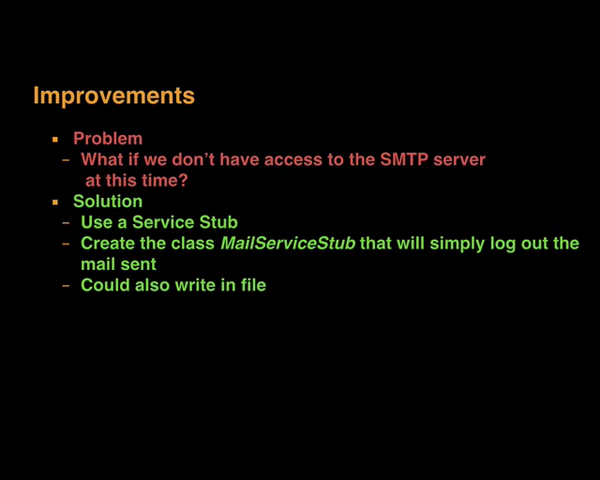 Improvements
Problem
– What if we don't have access to the SMTP server
at this time?
Solution
– Use a Service Stub
– Create the class MailServiceStub that will simply log out the
mail sent
– Could also write in file